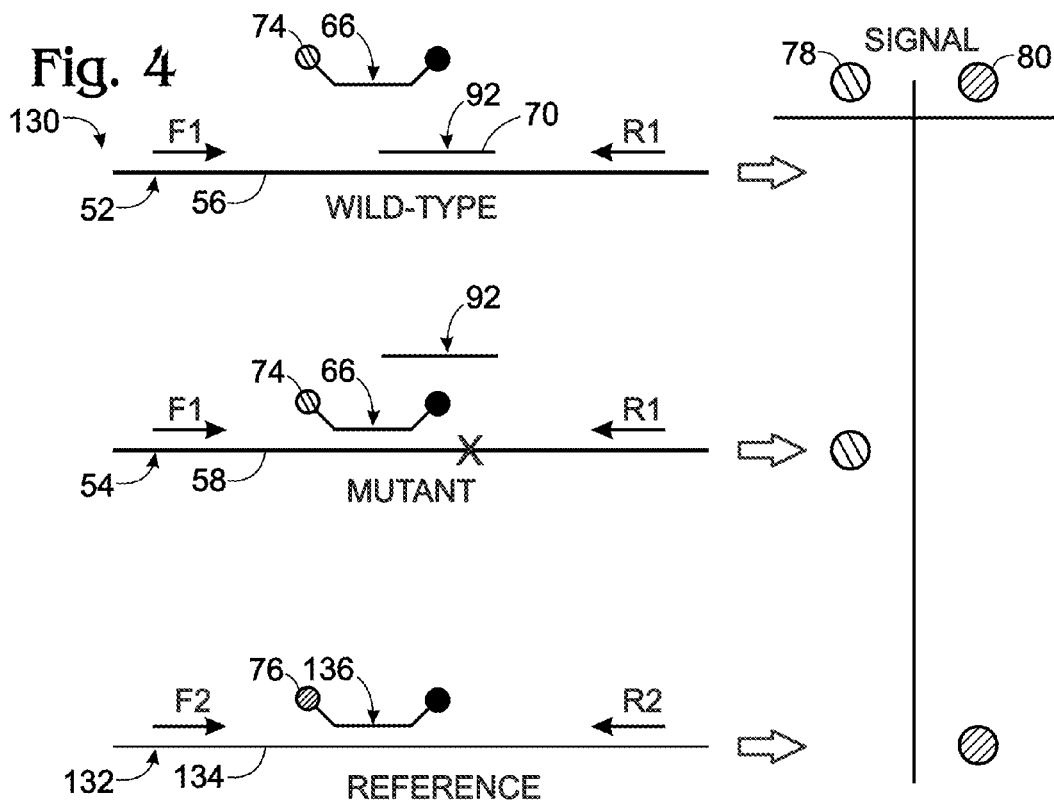 Fig. 4
130
74
66
92
70
F1
R1
52
56
WILD-TYPE
SIGNAL
78
80
92
74
66
F1
R1
54
58
X
MUTANT
76
136
F2
R2
132
134
REFERENCE